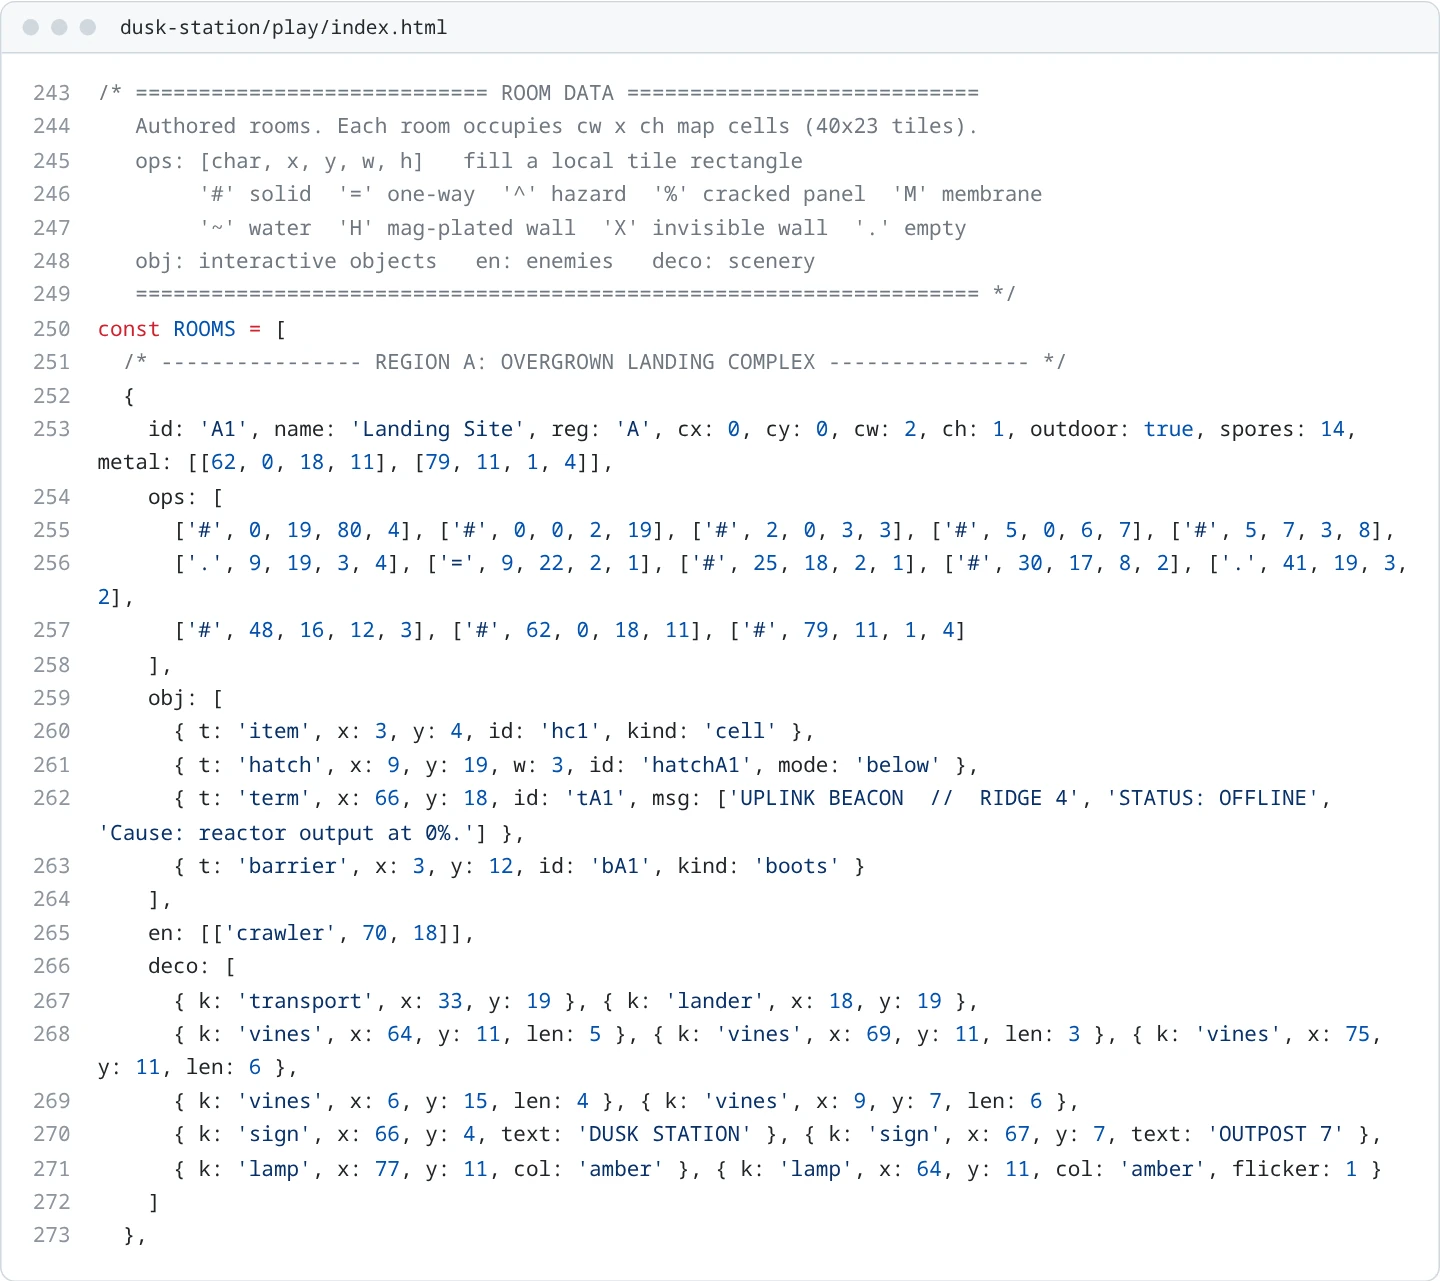 dusk-station/play/index.html
243 /* ============================ ROOM DATA ============================
244    Authored rooms. Each room occupies cw x ch map cells (40x23 tiles).
245    ops: [char, x, y, w, h]   fill a local tile rectangle
246         '#' solid  '=' one-way  '^' hazard  '%' cracked panel  'M' membrane
247         '~' water  'H' mag-plated wall  'X' invisible wall  '.' empty
248    obj: interactive objects   en: enemies   deco: scenery
249    =================================================================== */
250 const ROOMS = [
251   /* ---------------- REGION A: OVERGROWN LANDING COMPLEX ---------------- */
252   {
253     id: 'A1', name: 'Landing Site', reg: 'A', cx: 0, cy: 0, cw: 2, ch: 1, outdoor: true, spores: 14,
metal: [[62, 0, 18, 11], [79, 11, 1, 4]],
254     ops: [
255       ['#', 0, 19, 80, 4], ['#', 0, 0, 2, 19], ['#', 2, 0, 3, 3], ['#', 5, 0, 6, 7], ['#', 5, 7, 3, 8],
256       ['.', 9, 19, 3, 4], ['=', 9, 22, 2, 1], ['#', 25, 18, 2, 1], ['#', 30, 17, 8, 2], ['.', 41, 19, 3,
2],
257       ['#', 48, 16, 12, 3], ['#', 62, 0, 18, 11], ['#', 79, 11, 1, 4]
258     ],
259     obj: [
260       { t: 'item', x: 3, y: 4, id: 'hc1', kind: 'cell' },
261       { t: 'hatch', x: 9, y: 19, w: 3, id: 'hatchA1', mode: 'below' },
262       { t: 'term', x: 66, y: 18, id: 'tA1', msg: ['UPLINK BEACON  //  RIDGE 4', 'STATUS: OFFLINE',
'Cause: reactor output at 0%.'] },
263       { t: 'barrier', x: 3, y: 12, id: 'bA1', kind: 'boots' }
264     ],
265     en: [['crawler', 70, 18]],
266     deco: [
267       { k: 'transport', x: 33, y: 19 }, { k: 'lander', x: 18, y: 19 },
268       { k: 'vines', x: 64, y: 11, len: 5 }, { k: 'vines', x: 69, y: 11, len: 3 }, { k: 'vines', x: 75,
y: 11, len: 6 },
269       { k: 'vines', x: 6, y: 15, len: 4 }, { k: 'vines', x: 9, y: 7, len: 6 },
270       { k: 'sign', x: 66, y: 4, text: 'DUSK STATION' }, { k: 'sign', x: 67, y: 7, text: 'OUTPOST 7' },
271       { k: 'lamp', x: 77, y: 11, col: 'amber' }, { k: 'lamp', x: 64, y: 11, col: 'amber', flicker: 1 }
272     ]
273   },